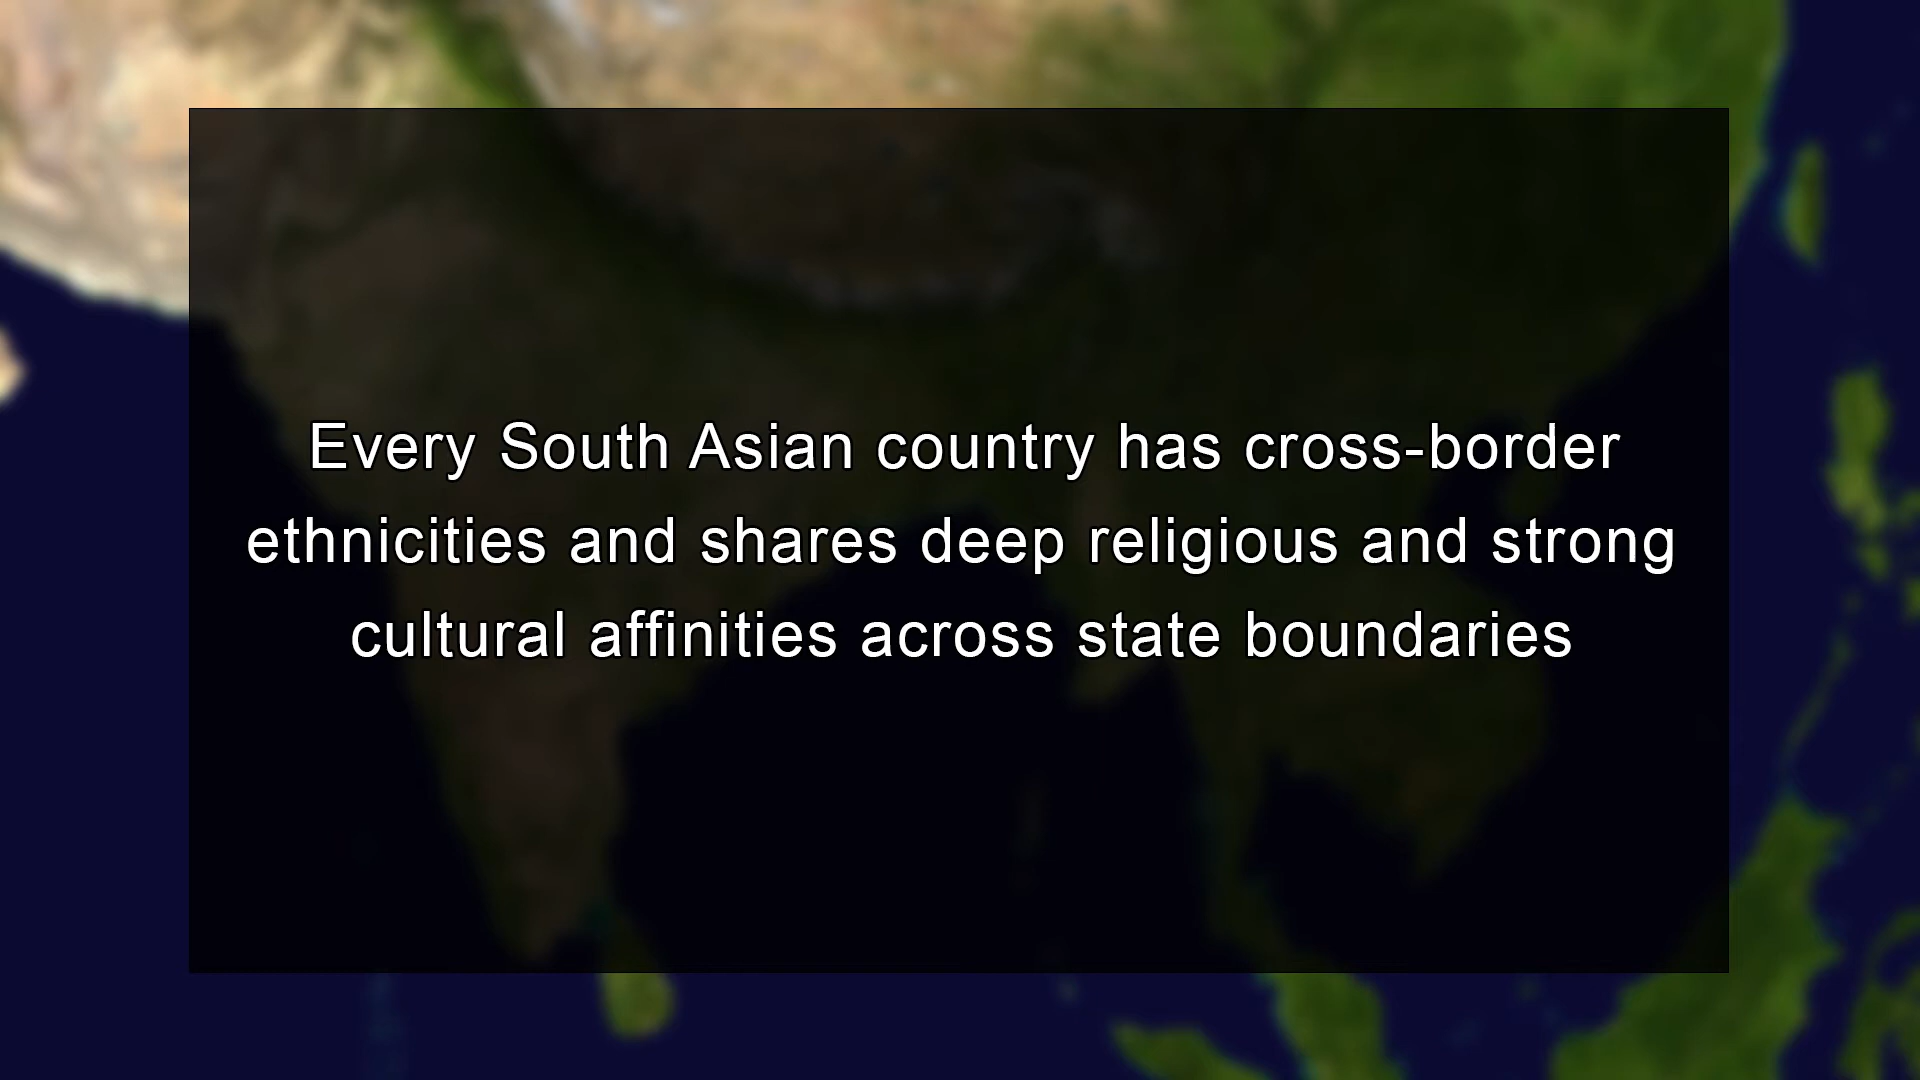 Every South Asian country has cross-border
ethnicities and shares deep religious and strong
cultural affinities across state boundaries